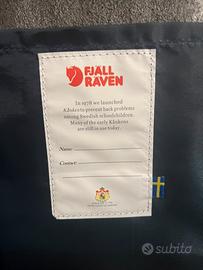 FJÄLL
RÄVEN
In 1978 we launched
Kånken to prevent back problems
among Swedish schoolchildren.
Many of the early Kånkens
are still in use today.
Name:
Contact:
subito